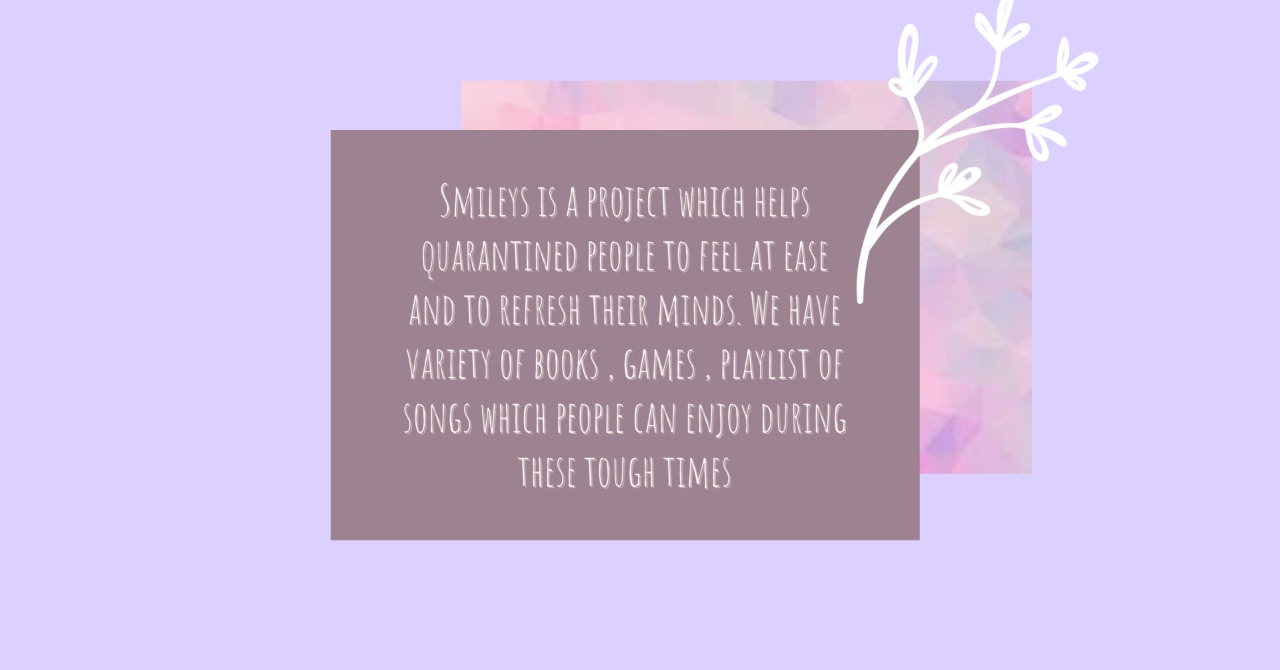 Smileys is a project which helps
quarantined people to feel at ease
and to refresh their minds. We have
variety of books , games , playlist of
songs which people can enjoy during
these tough times